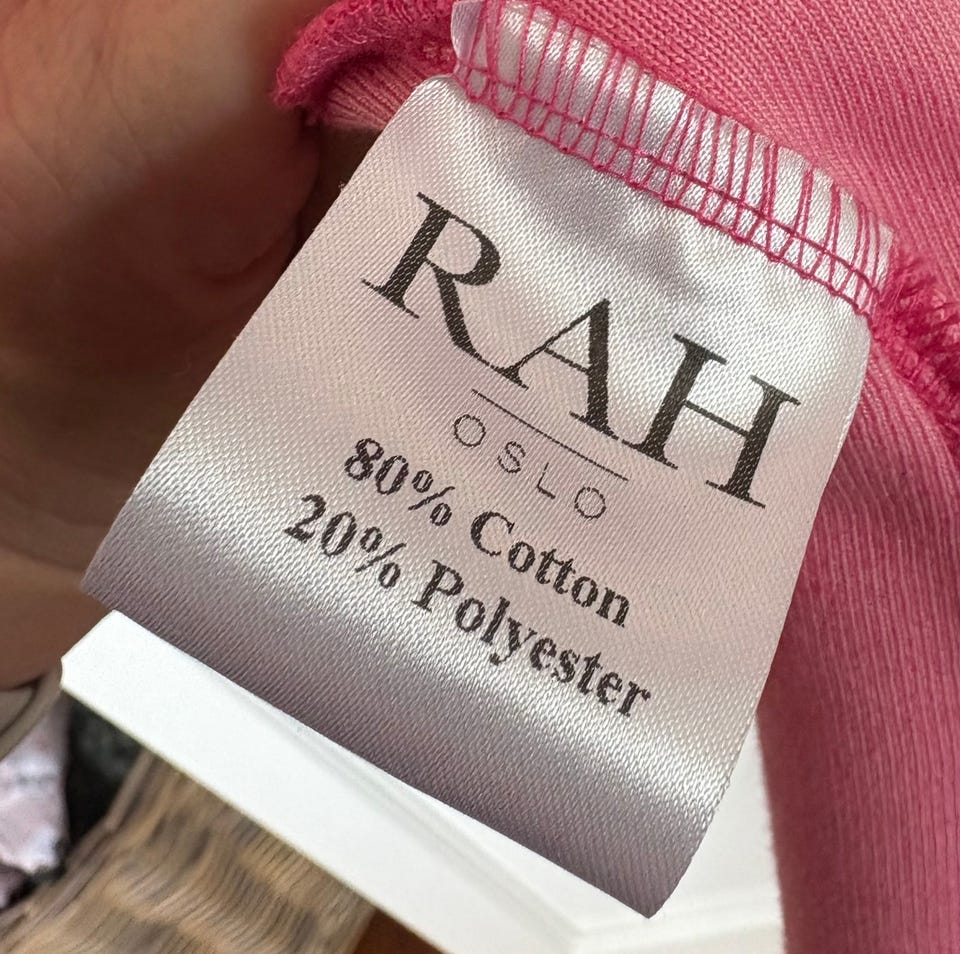 RAH
OSLO
80% Cotton
20% Polyester